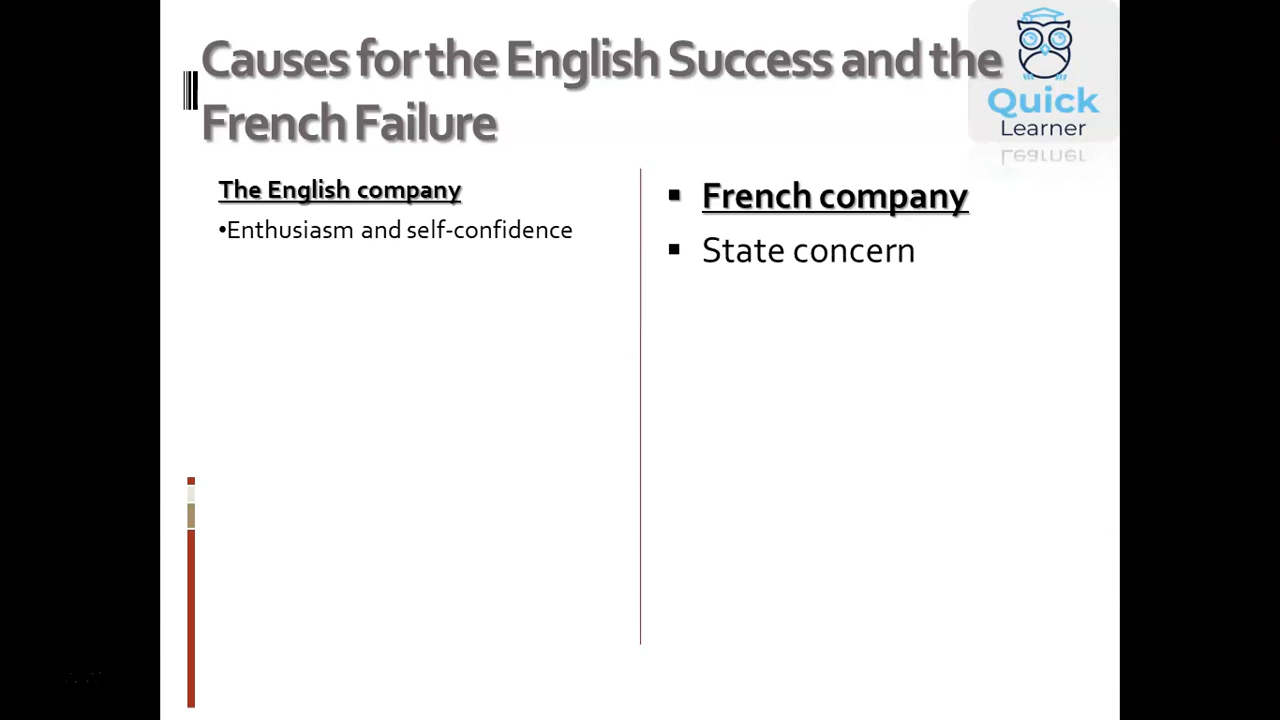 Causes for the English Success and the
French Failure
Quick
Learner
The English company
•Enthusiasm and self-confidence
▪ French company
▪ State concern